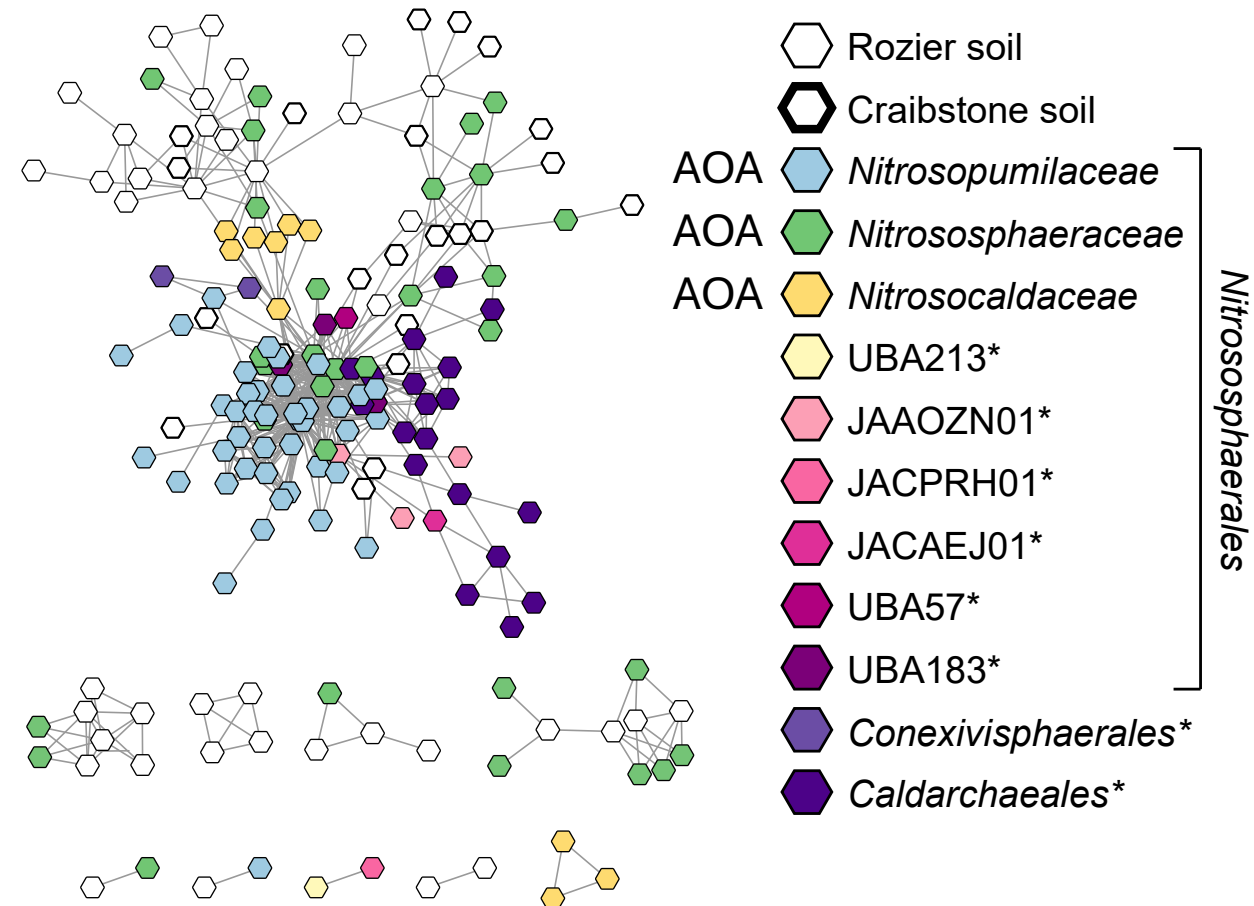 Rozier soil
Craibstone soil
AOA Nitrosopumilaceae
AOA Nitrososphaeraceae
AOA Nitrosocaldaceae
UBA213*
JAAOZN01*
JACPRH01*
JACAEJ01*
UBA57*
UBA183*
Conexivisphaerales*
Caldarchaeales*
Nitrososphaerales